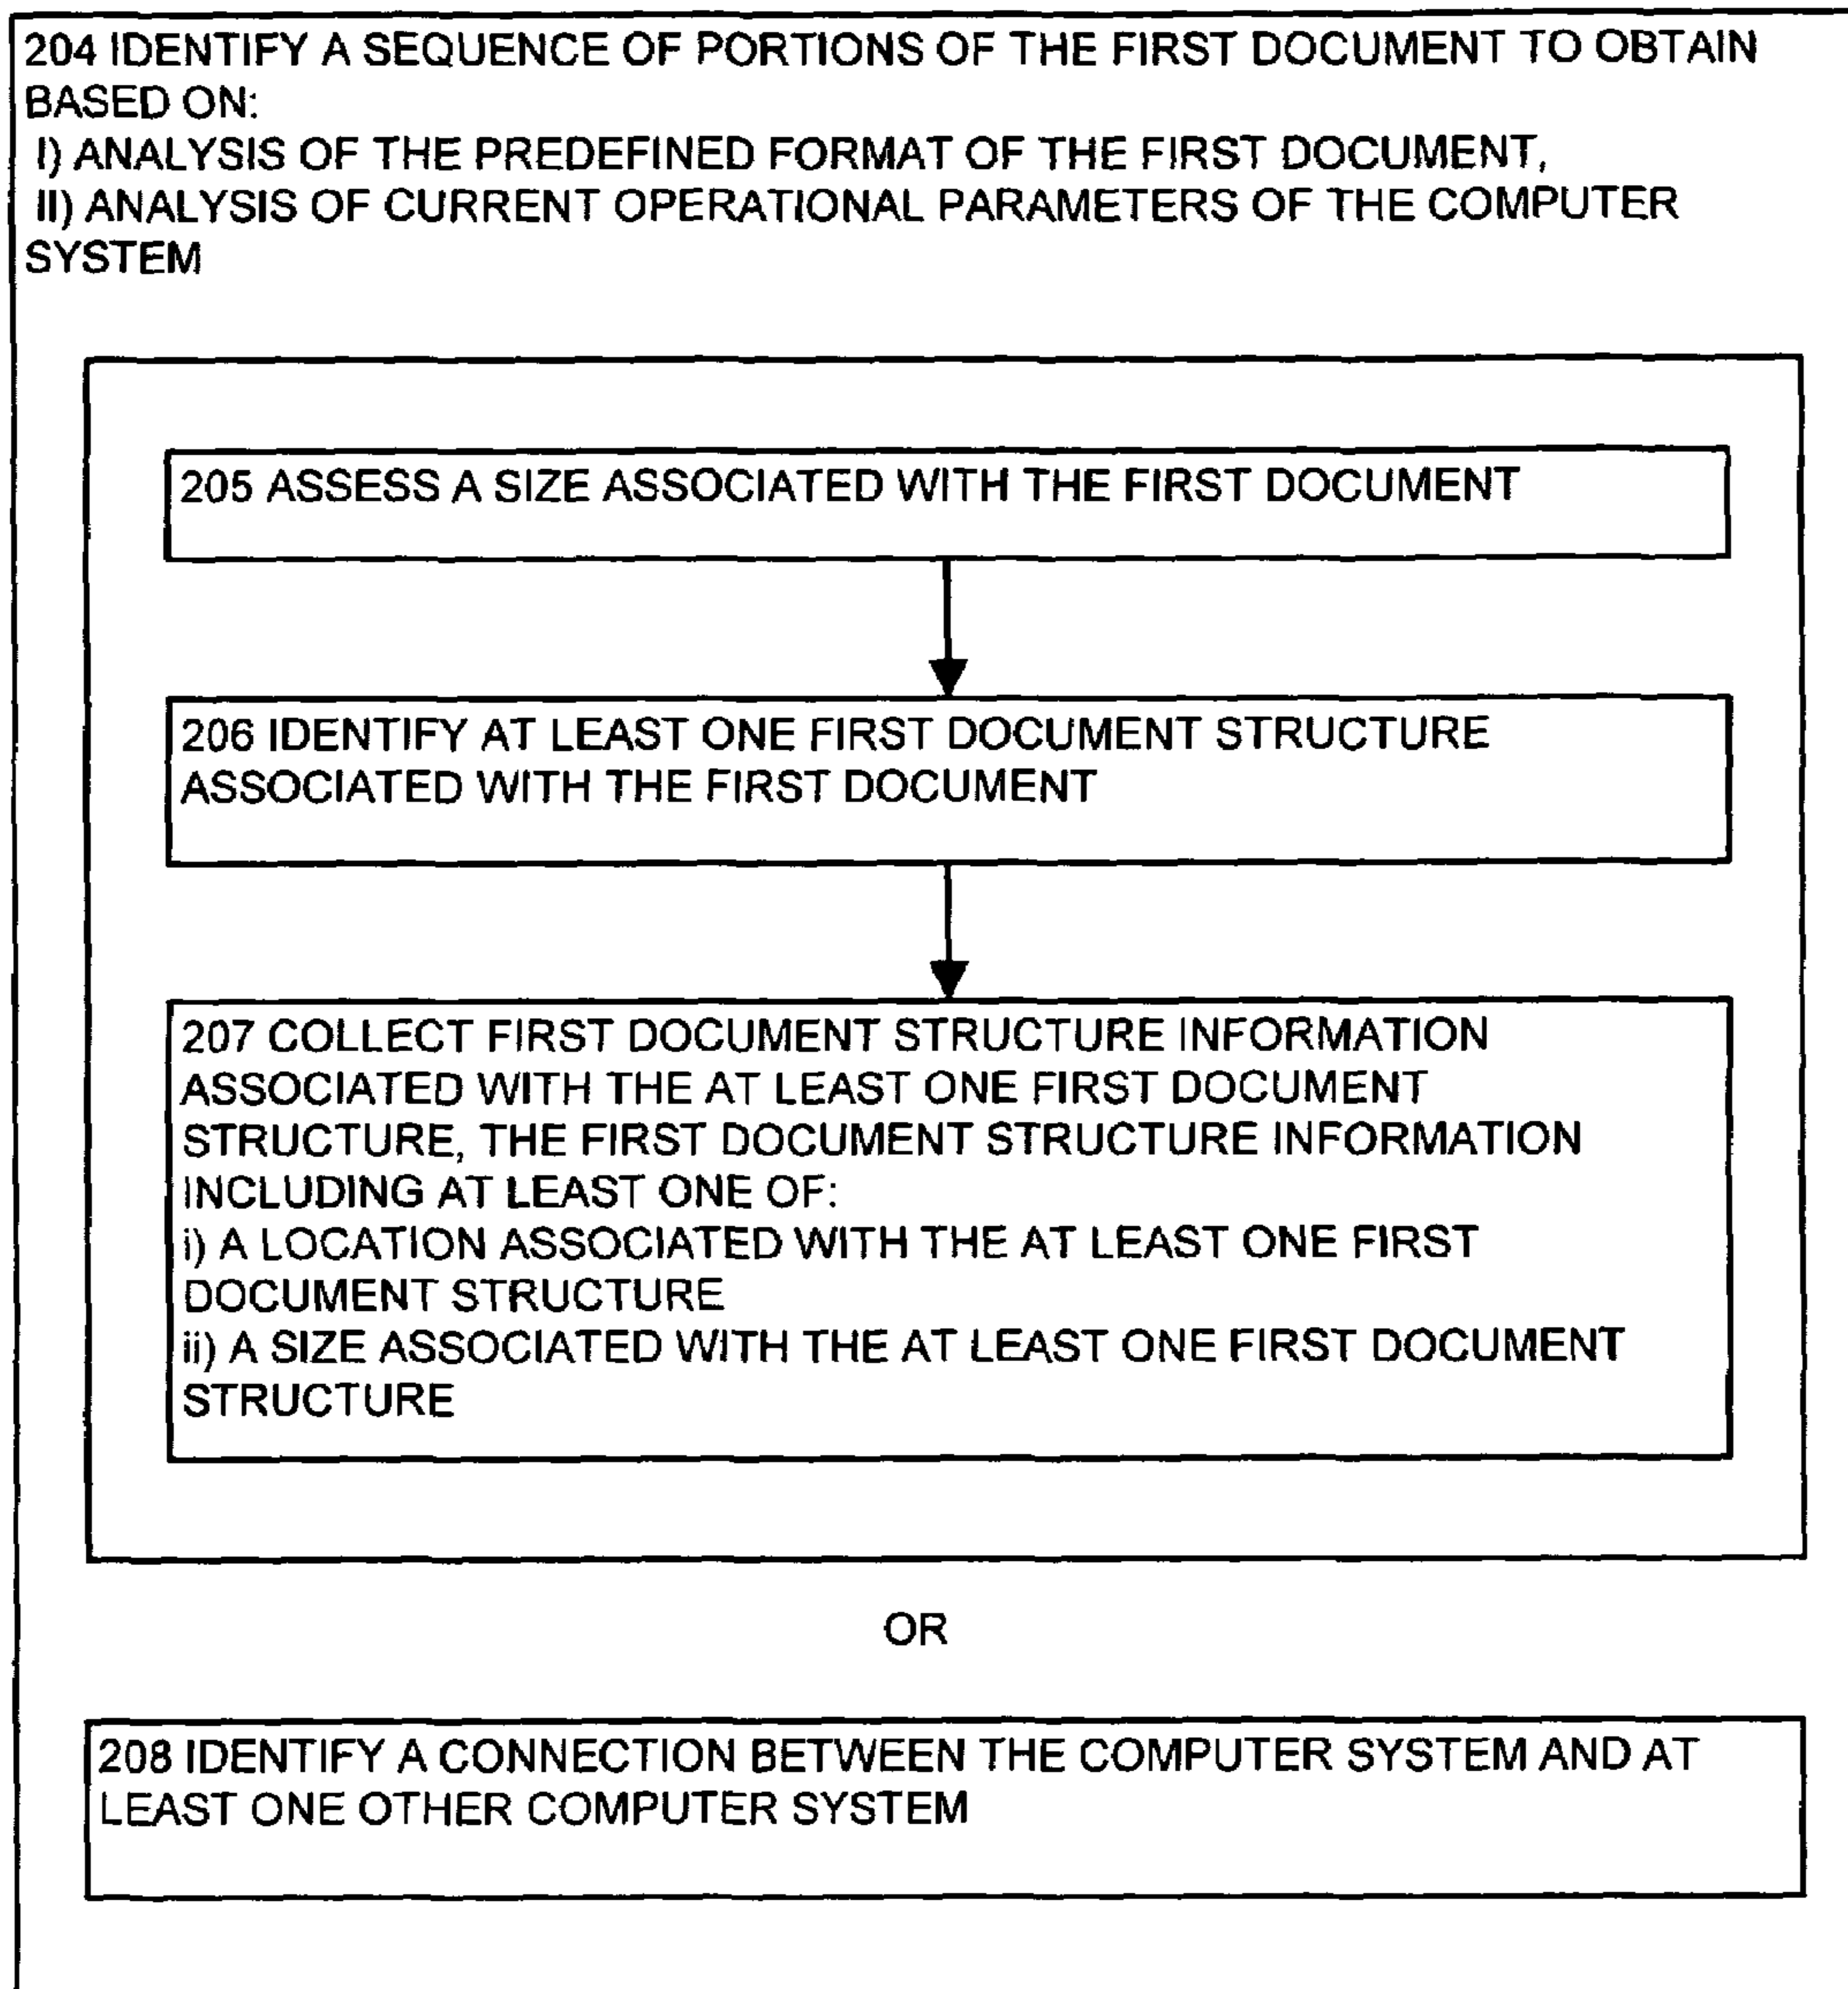 204 IDENTIFY A SEQUENCE OF PORTIONS OF THE FIRST DOCUMENT TO OBTAIN
BASED ON:
I) ANALYSIS OF THE PREDEFINED FORMAT OF THE FIRST DOCUMENT,
II) ANALYSIS OF CURRENT OPERATIONAL PARAMETERS OF THE COMPUTER
SYSTEM
205 ASSESS A SIZE ASSOCIATED WITH THE FIRST DOCUMENT
206 IDENTIFY AT LEAST ONE FIRST DOCUMENT STRUCTURE
ASSOCIATED WITH THE FIRST DOCUMENT
207 COLLECT FIRST DOCUMENT STRUCTURE INFORMATION
ASSOCIATED WITH THE AT LEAST ONE FIRST DOCUMENT
STRUCTURE, THE FIRST DOCUMENT STRUCTURE INFORMATION
INCLUDING AT LEAST ONE OF:
i) A LOCATION ASSOCIATED WITH THE AT LEAST ONE FIRST
DOCUMENT STRUCTURE
ii) A SIZE ASSOCIATED WITH THE AT LEAST ONE FIRST DOCUMENT
STRUCTURE
OR
208 IDENTIFY A CONNECTION BETWEEN THE COMPUTER SYSTEM AND AT
LEAST ONE OTHER COMPUTER SYSTEM